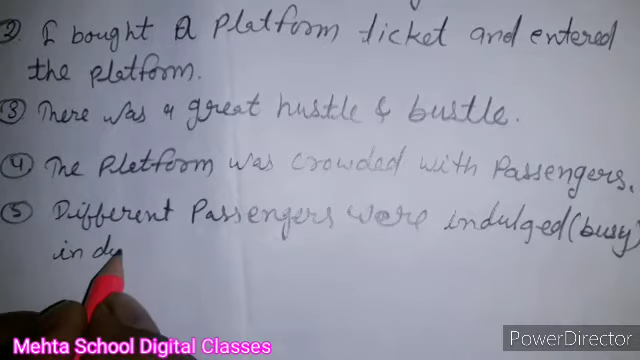 ② I bought a Platform ticket and entered
the platform.
③ There was a great hustle & bustle.
④ The Platform was crowded with Passengers.
⑤ Different Passengers were indulged (busy)
in d
Mehta School Digital Classes
PowerDirector